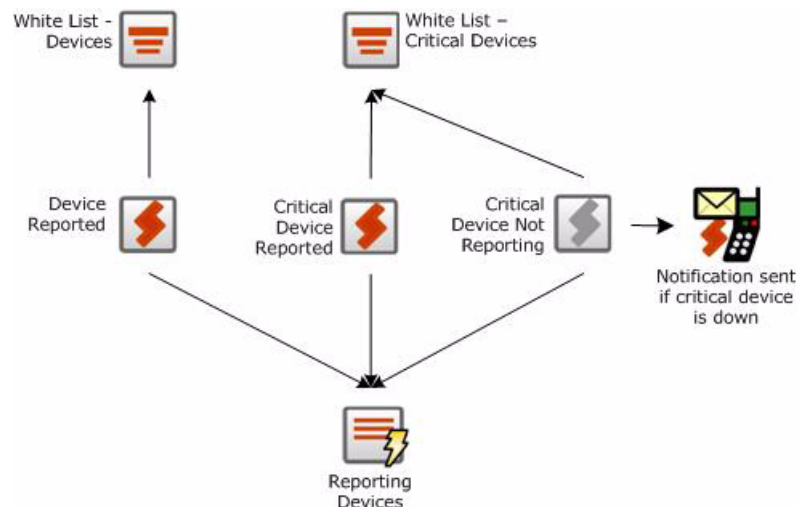 White List -
Devices
White List –
Critical Devices
Device
Reported
Critical
Device
Reported
Critical
Device Not
Reporting
Notification sent
if critical device
is down
Reporting
Devices